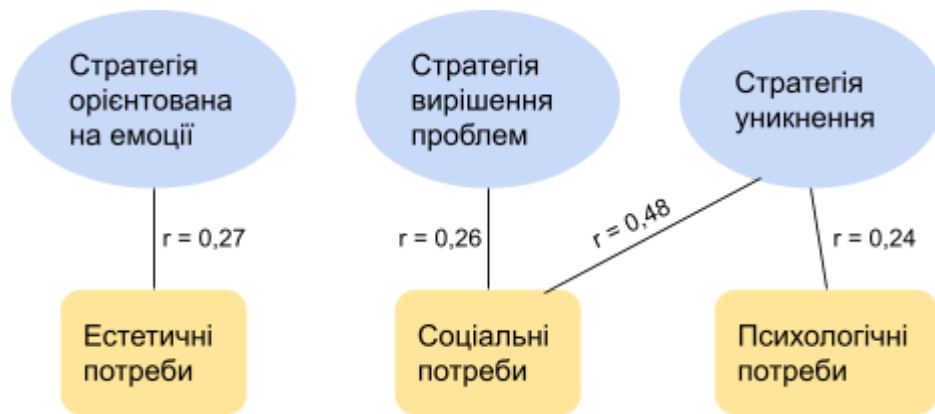 Стратегія
орієнтована
на емоції
Стратегія
вирішення
проблем
Стратегія
уникнення
r = 0,27
r = 0,26
r = 0,48
r = 0,24
Естетичні
потреби
Соціальні
потреби
Психологічні
потреби